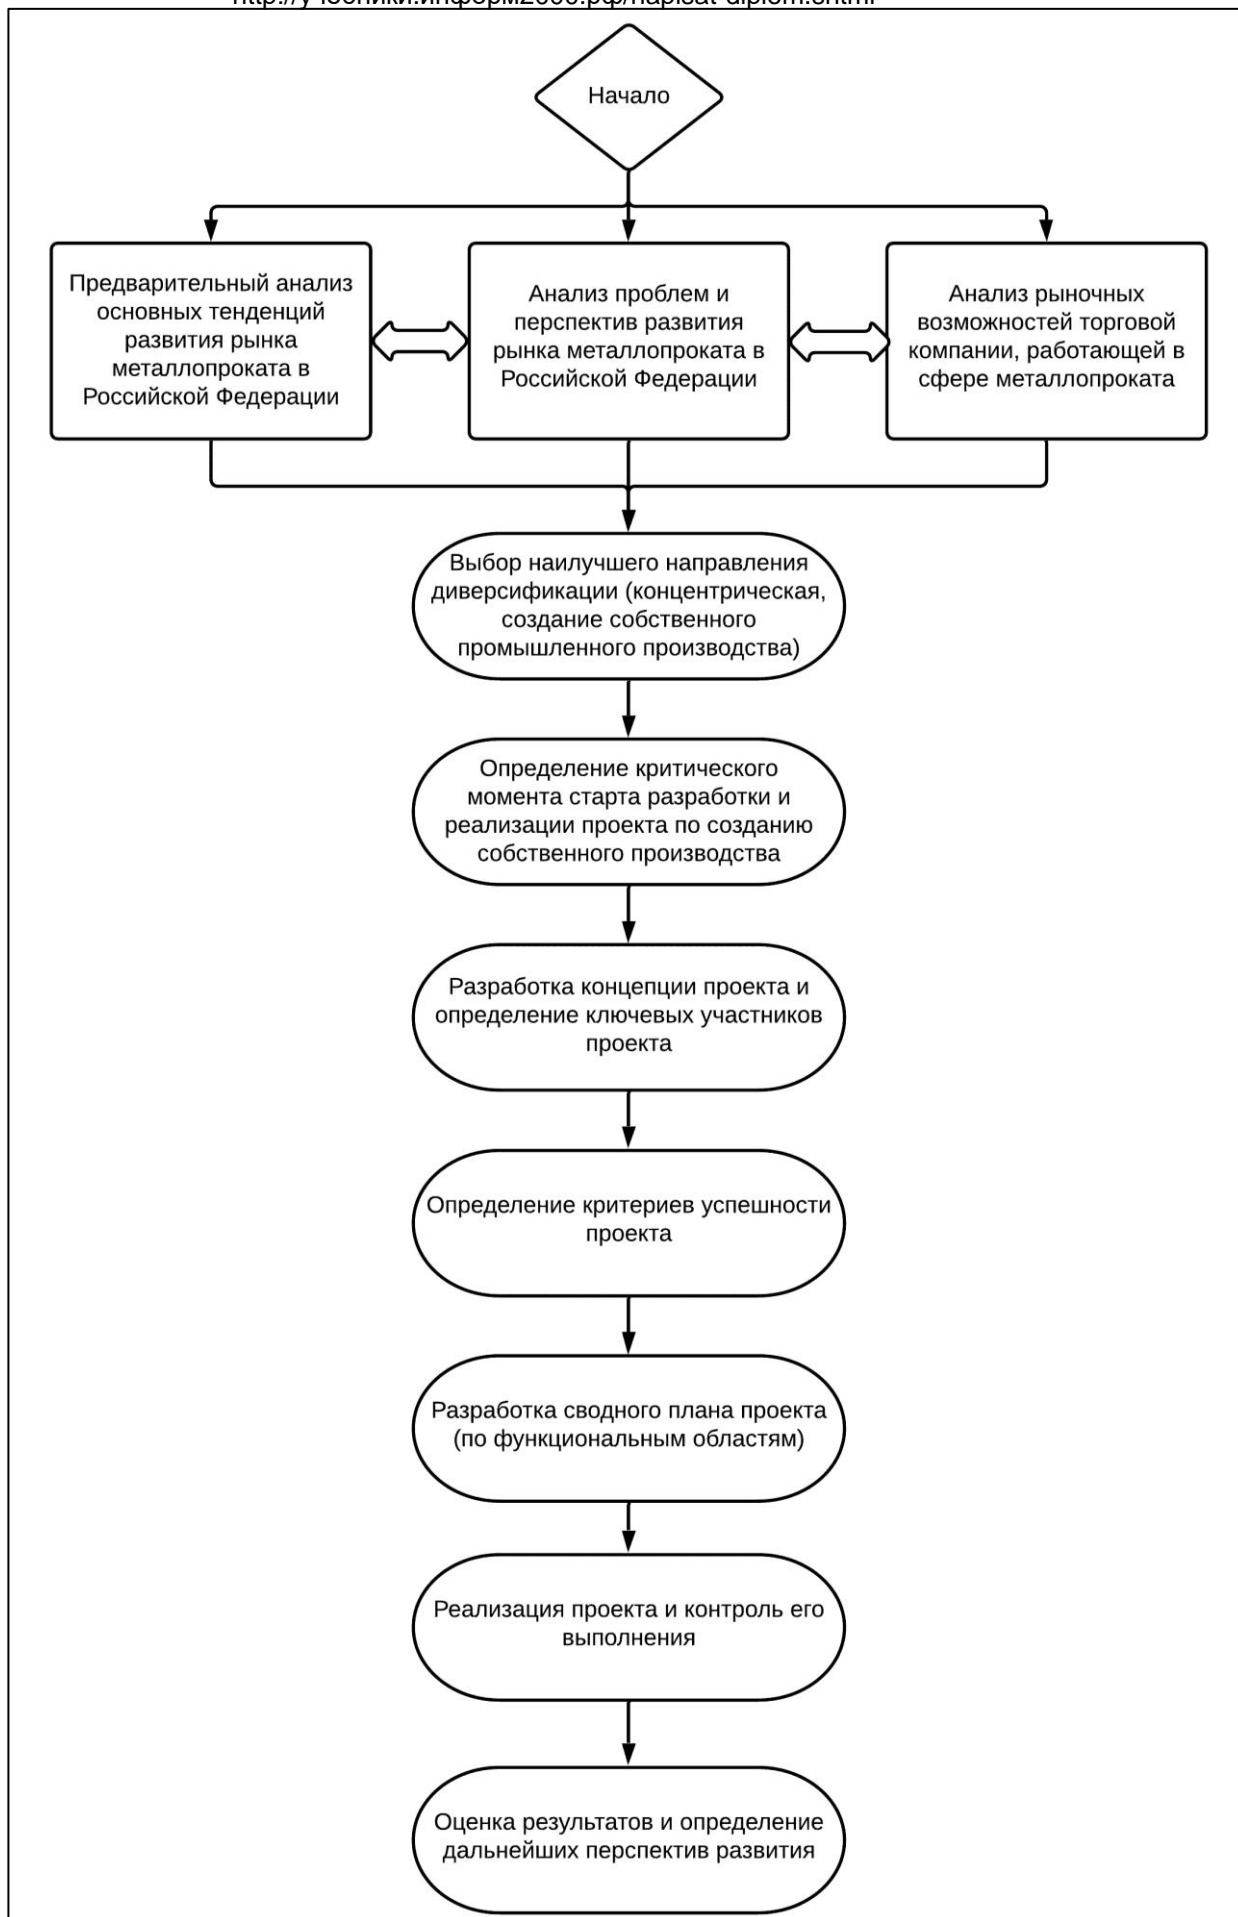 Начало
Предварительный анализ
основных тенденций
развития рынка
металлопроката в
Российской Федерации
Анализ проблем и
перспектив развития
рынка металлопроката в
Российской Федерации
Анализ рыночных
возможностей торговой
компании, работающей в
сфере металлопроката
Выбор наилучшего направления
диверсификации (концентрическая,
создание собственного
промышленного производства)
Определение критического
момента старта разработки и
реализации проекта по созданию
собственного производства
Разработка концепции проекта и
определение ключевых участников
проекта
Определение критериев успешности
проекта
Разработка сводного плана проекта
(по функциональным областям)
Реализация проекта и контроль его
выполнения
Оценка результатов и определение
дальнейших перспектив развития